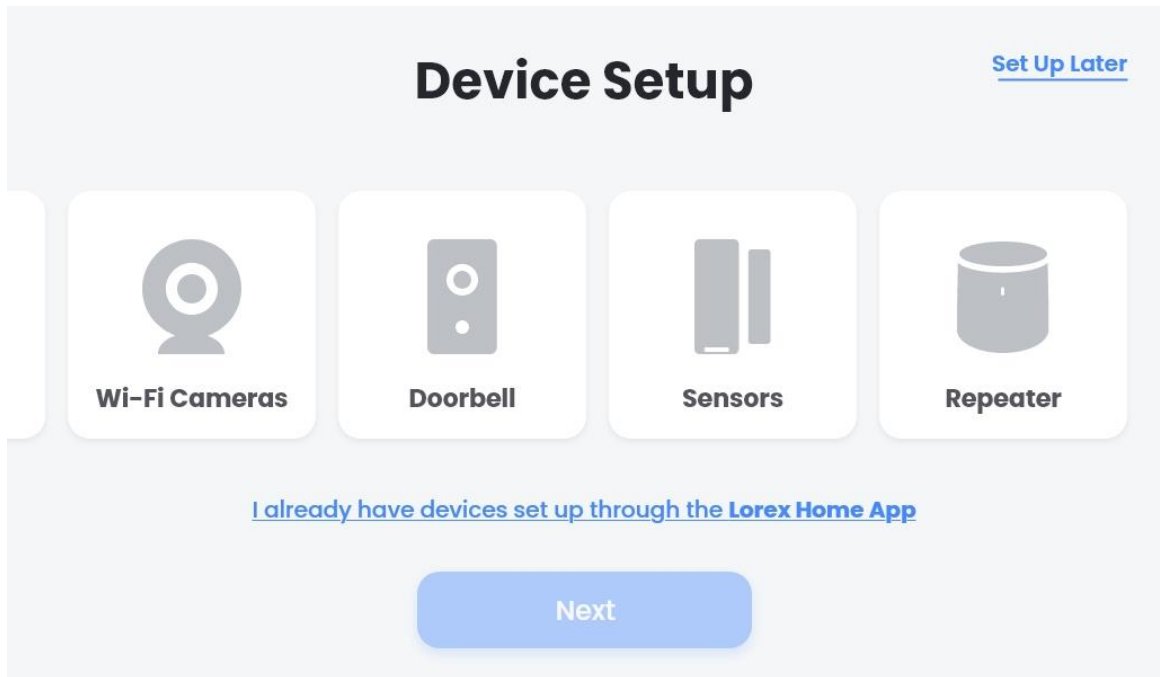 Device Setup
Set Up Later
Wi-Fi Cameras
Doorbell
Sensors
Repeater
I already have devices set up through the Lorex Home App
Next